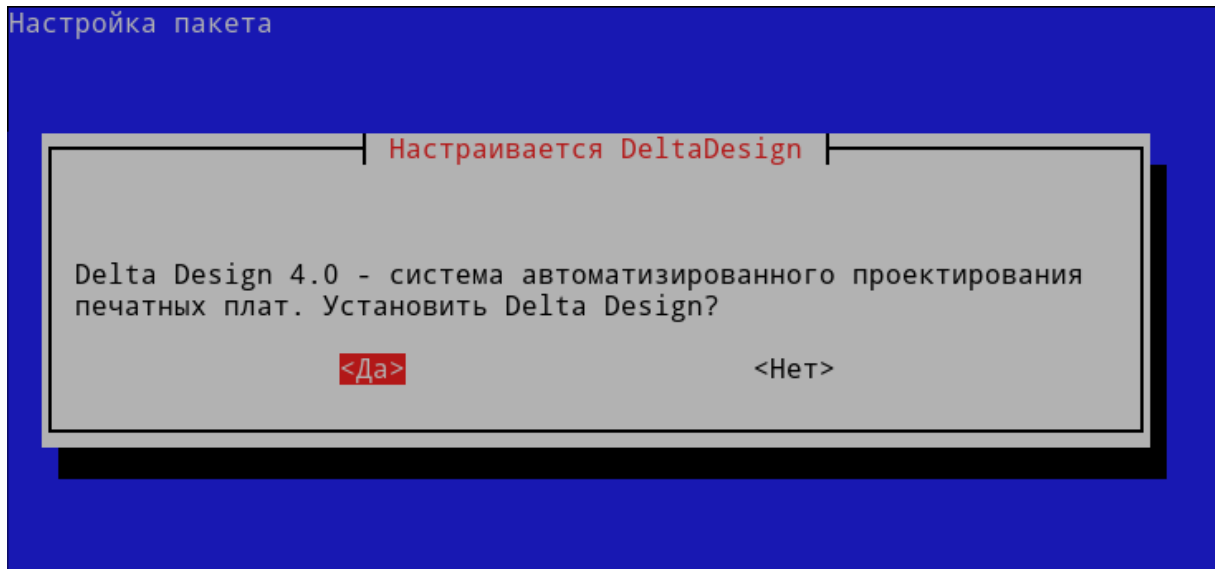 Настройка пакета
Настраивается DeltaDesign
Delta Design 4.0 - система автоматизированного проектирования
печатных плат. Установить Delta Design?
<Да> <Нет>